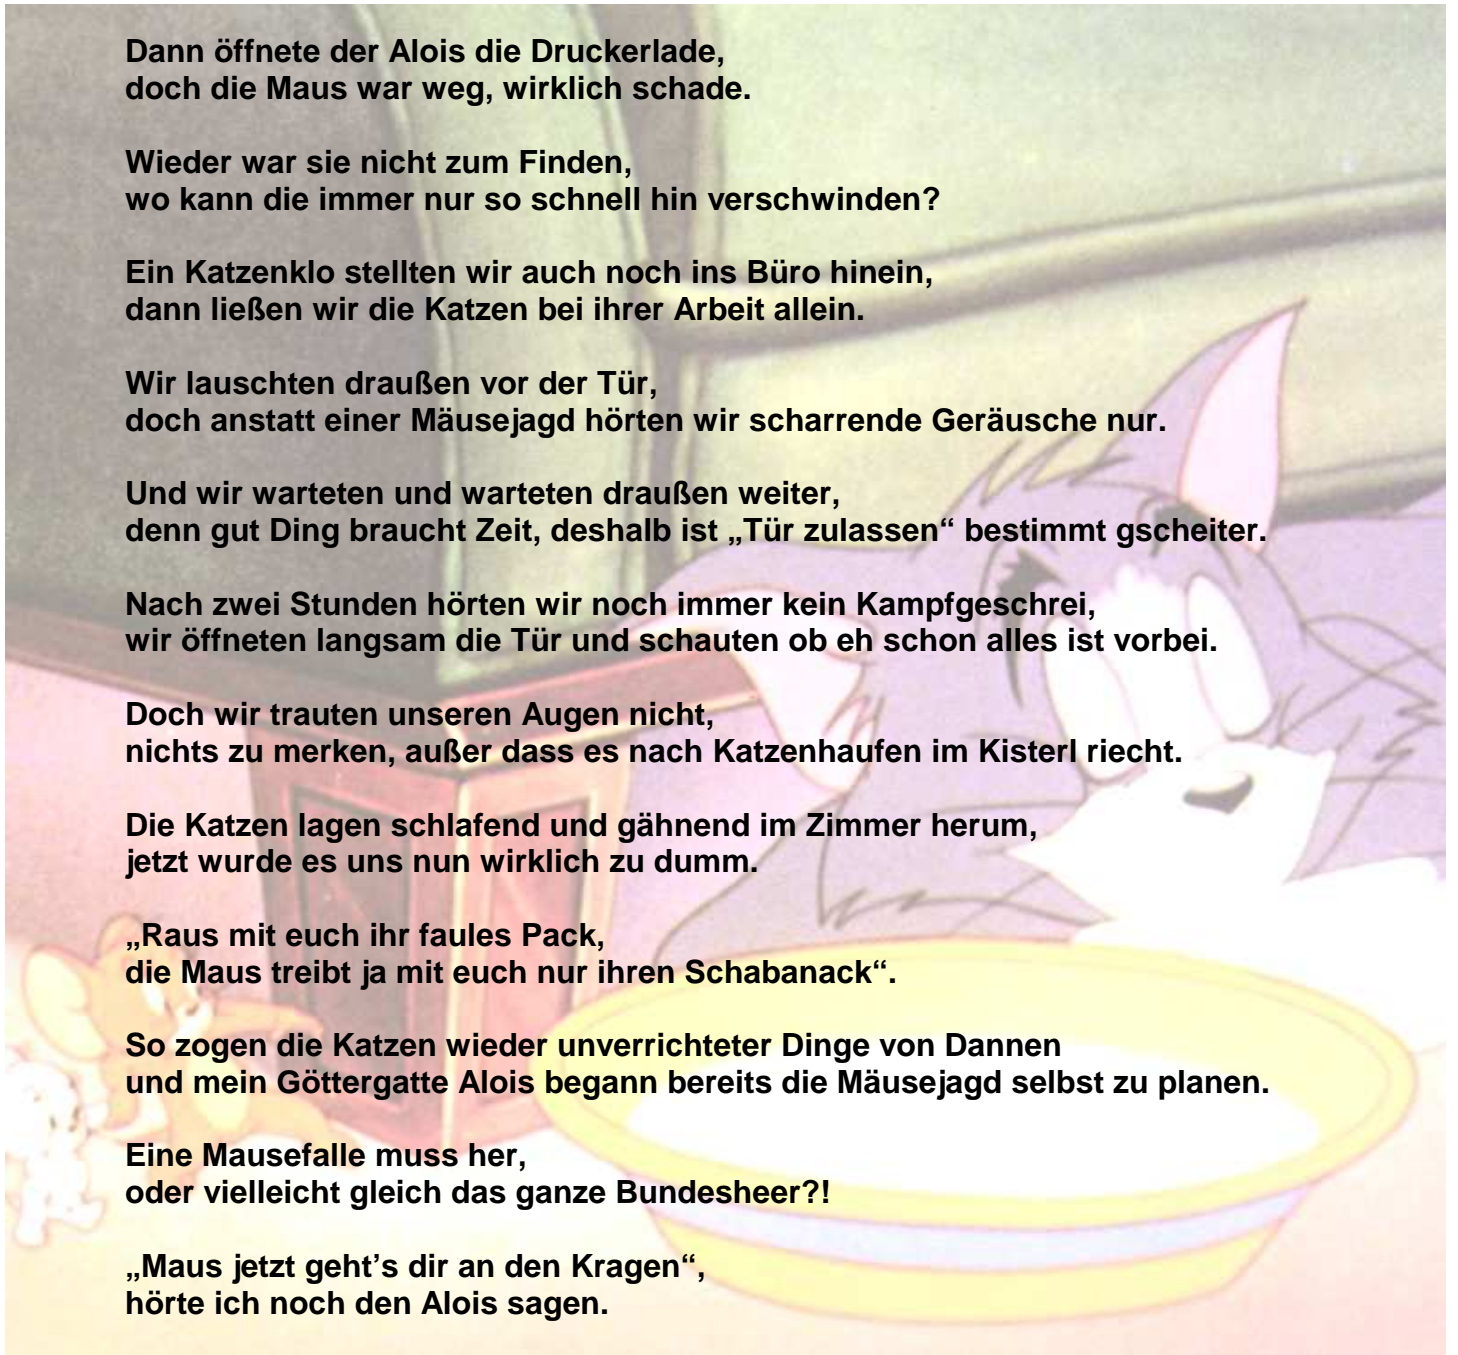 Dann öffnete der Alois die Druckerlade,
doch die Maus war weg, wirklich schade.
Wieder war sie nicht zum Finden,
wo kann die immer nur so schnell hin verschwinden?
Ein Katzenklo stellten wir auch noch ins Büro hinein,
dann ließen wir die Katzen bei ihrer Arbeit allein.
Wir lauschten draußen vor der Tür,
doch anstatt einer Mäusejagd hörten wir scharrende Geräusche nur.
Und wir warteten und warteten draußen weiter,
denn gut Ding braucht Zeit, deshalb ist „Tür zulassen“ bestimmt gscheiter.
Nach zwei Stunden hörten wir noch immer kein Kampfgeschrei,
wir öffneten langsam die Tür und schauten ob eh schon alles ist vorbei.
Doch wir trauten unseren Augen nicht,
nichts zu merken, außer dass es nach Katzenhaufen im Kisterl riecht.
Die Katzen lagen schlafend und gähnend im Zimmer herum,
jetzt wurde es uns nun wirklich zu dumm.
„Raus mit euch ihr faules Pack,
die Maus treibt ja mit euch nur ihren Schabanack“.
So zogen die Katzen wieder unverrichteter Dinge von Dannen
und mein Göttergatte Alois begann bereits die Mäusejagd selbst zu planen.
Eine Mausefalle muss her,
oder vielleicht gleich das ganze Bundesheer?!
„Maus jetzt geht’s dir an den Kragen“,
hörte ich noch den Alois sagen.